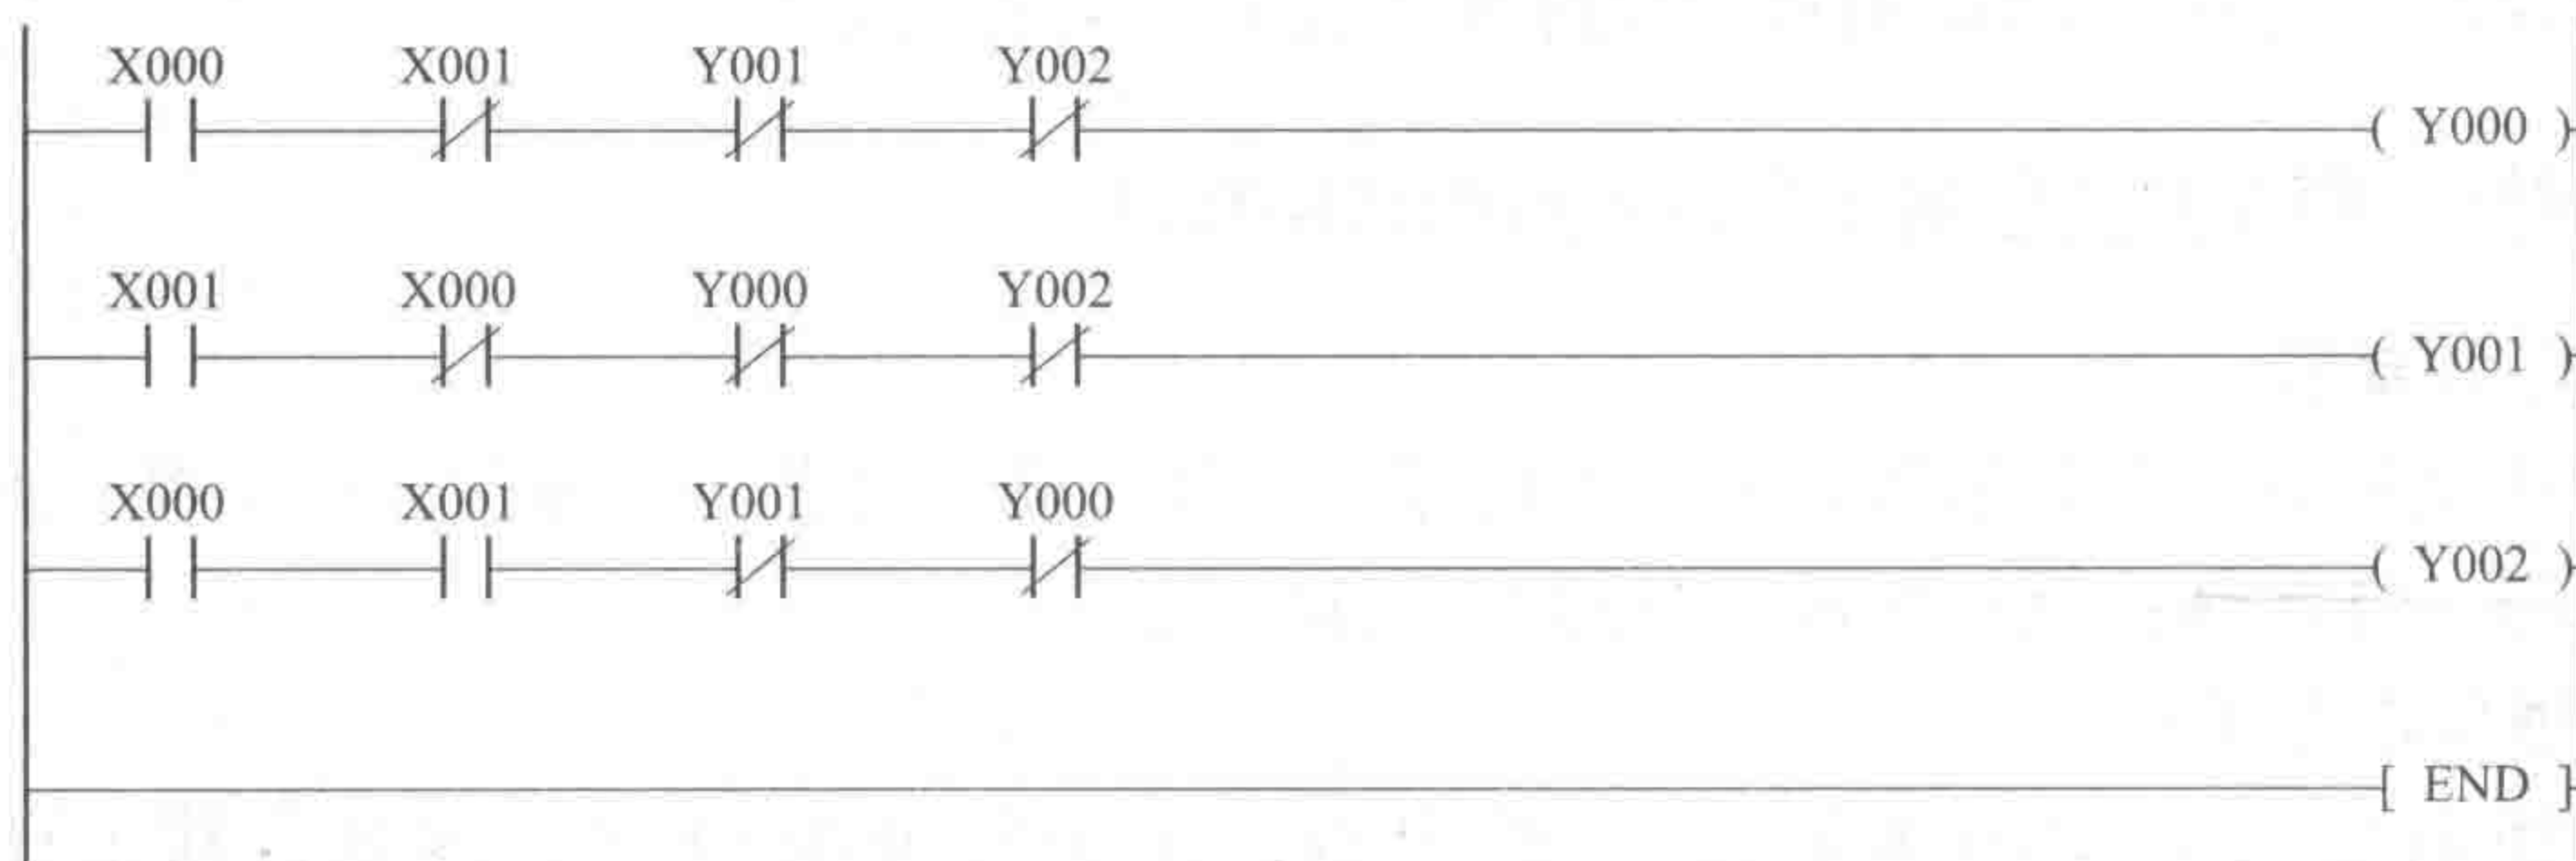 X000 X001 Y001 Y002
( Y000 )
X001 X000 Y000 Y002
( Y001 )
X000 X001 Y001 Y000
( Y002 )
[ END ]